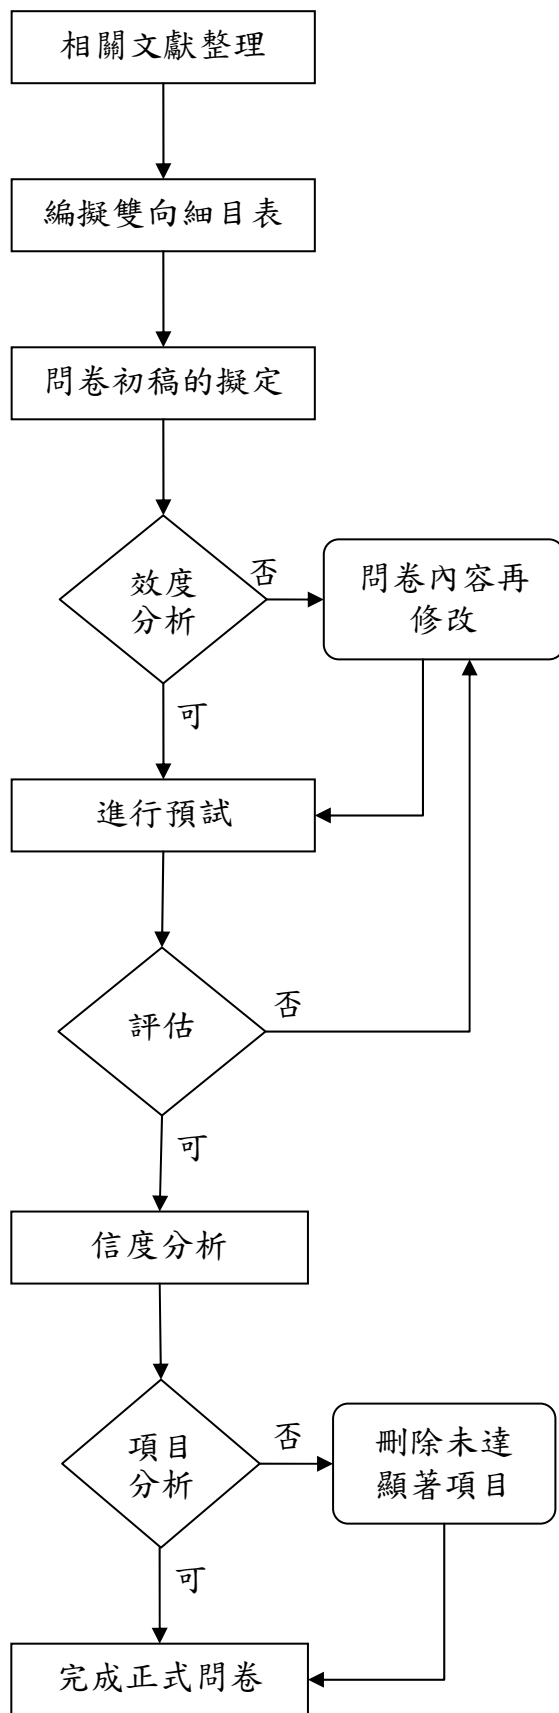 相關文獻整理
編擬雙向細目表
問卷初稿的擬定
效度
分析
否
問卷內容再
修改
可
進行預試
評估
否
可
信度分析
項目
分析
否
刪除未達
顯著項目
可
完成正式問卷